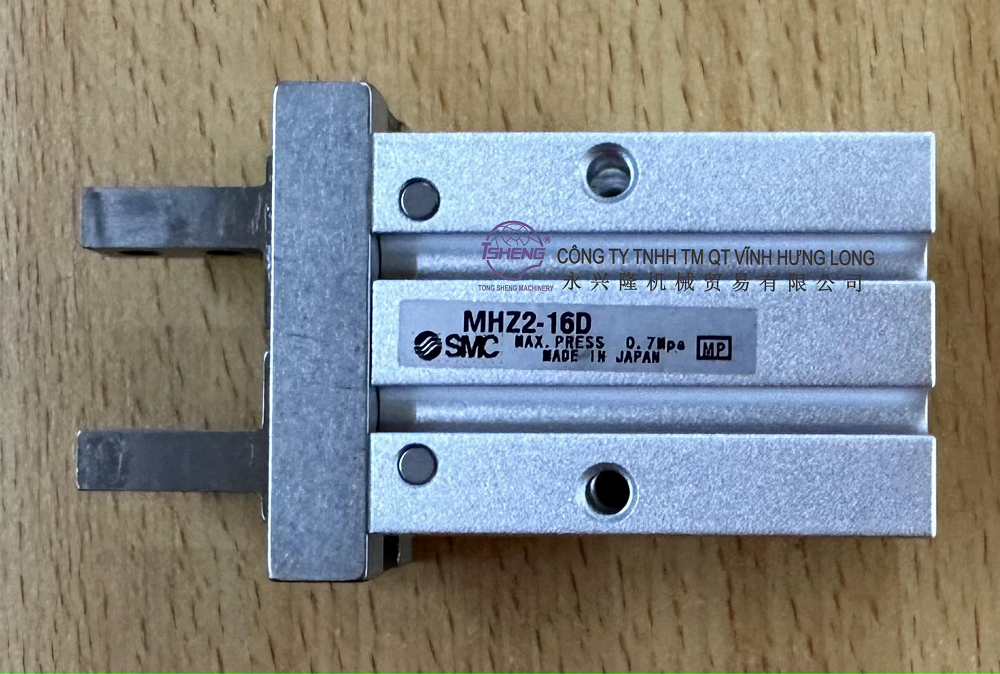 TSHENG®
CÔNG TY TNHH TM QT VĨNH HƯNG LONG
TONG SHENG MACHINERY
永兴隆机械贸易有限公司
MHZ2-16D
SMC
MAX.PRESS 0.7Mpa
MADE IN JAPAN
MP